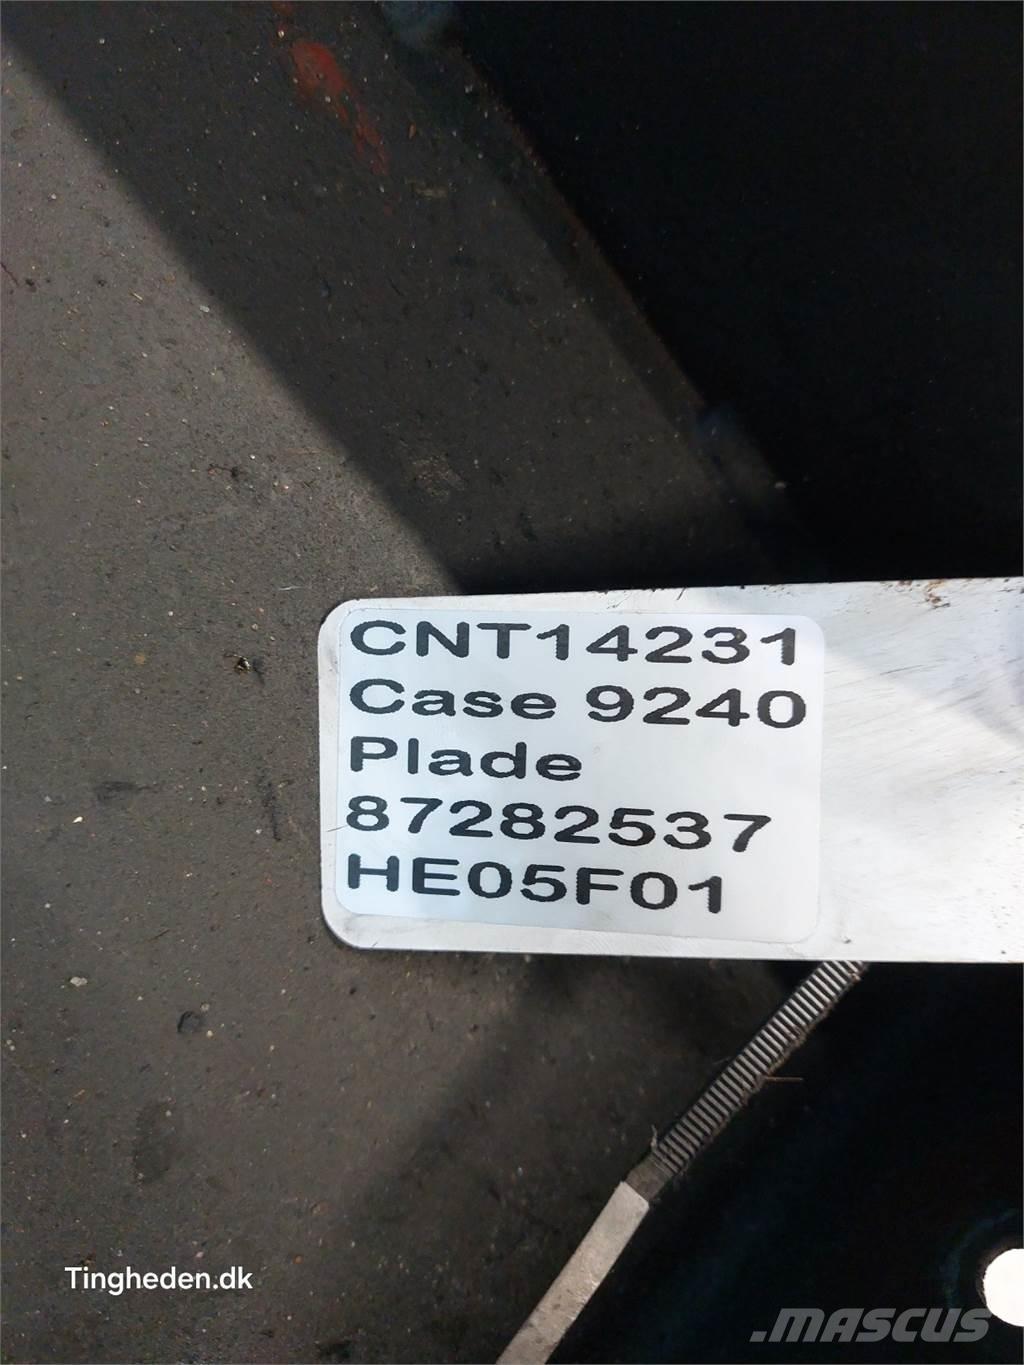 CNT14231
Case 9240
Plade
87282537
HE05F01
Tingheden.dk
.MASCUS